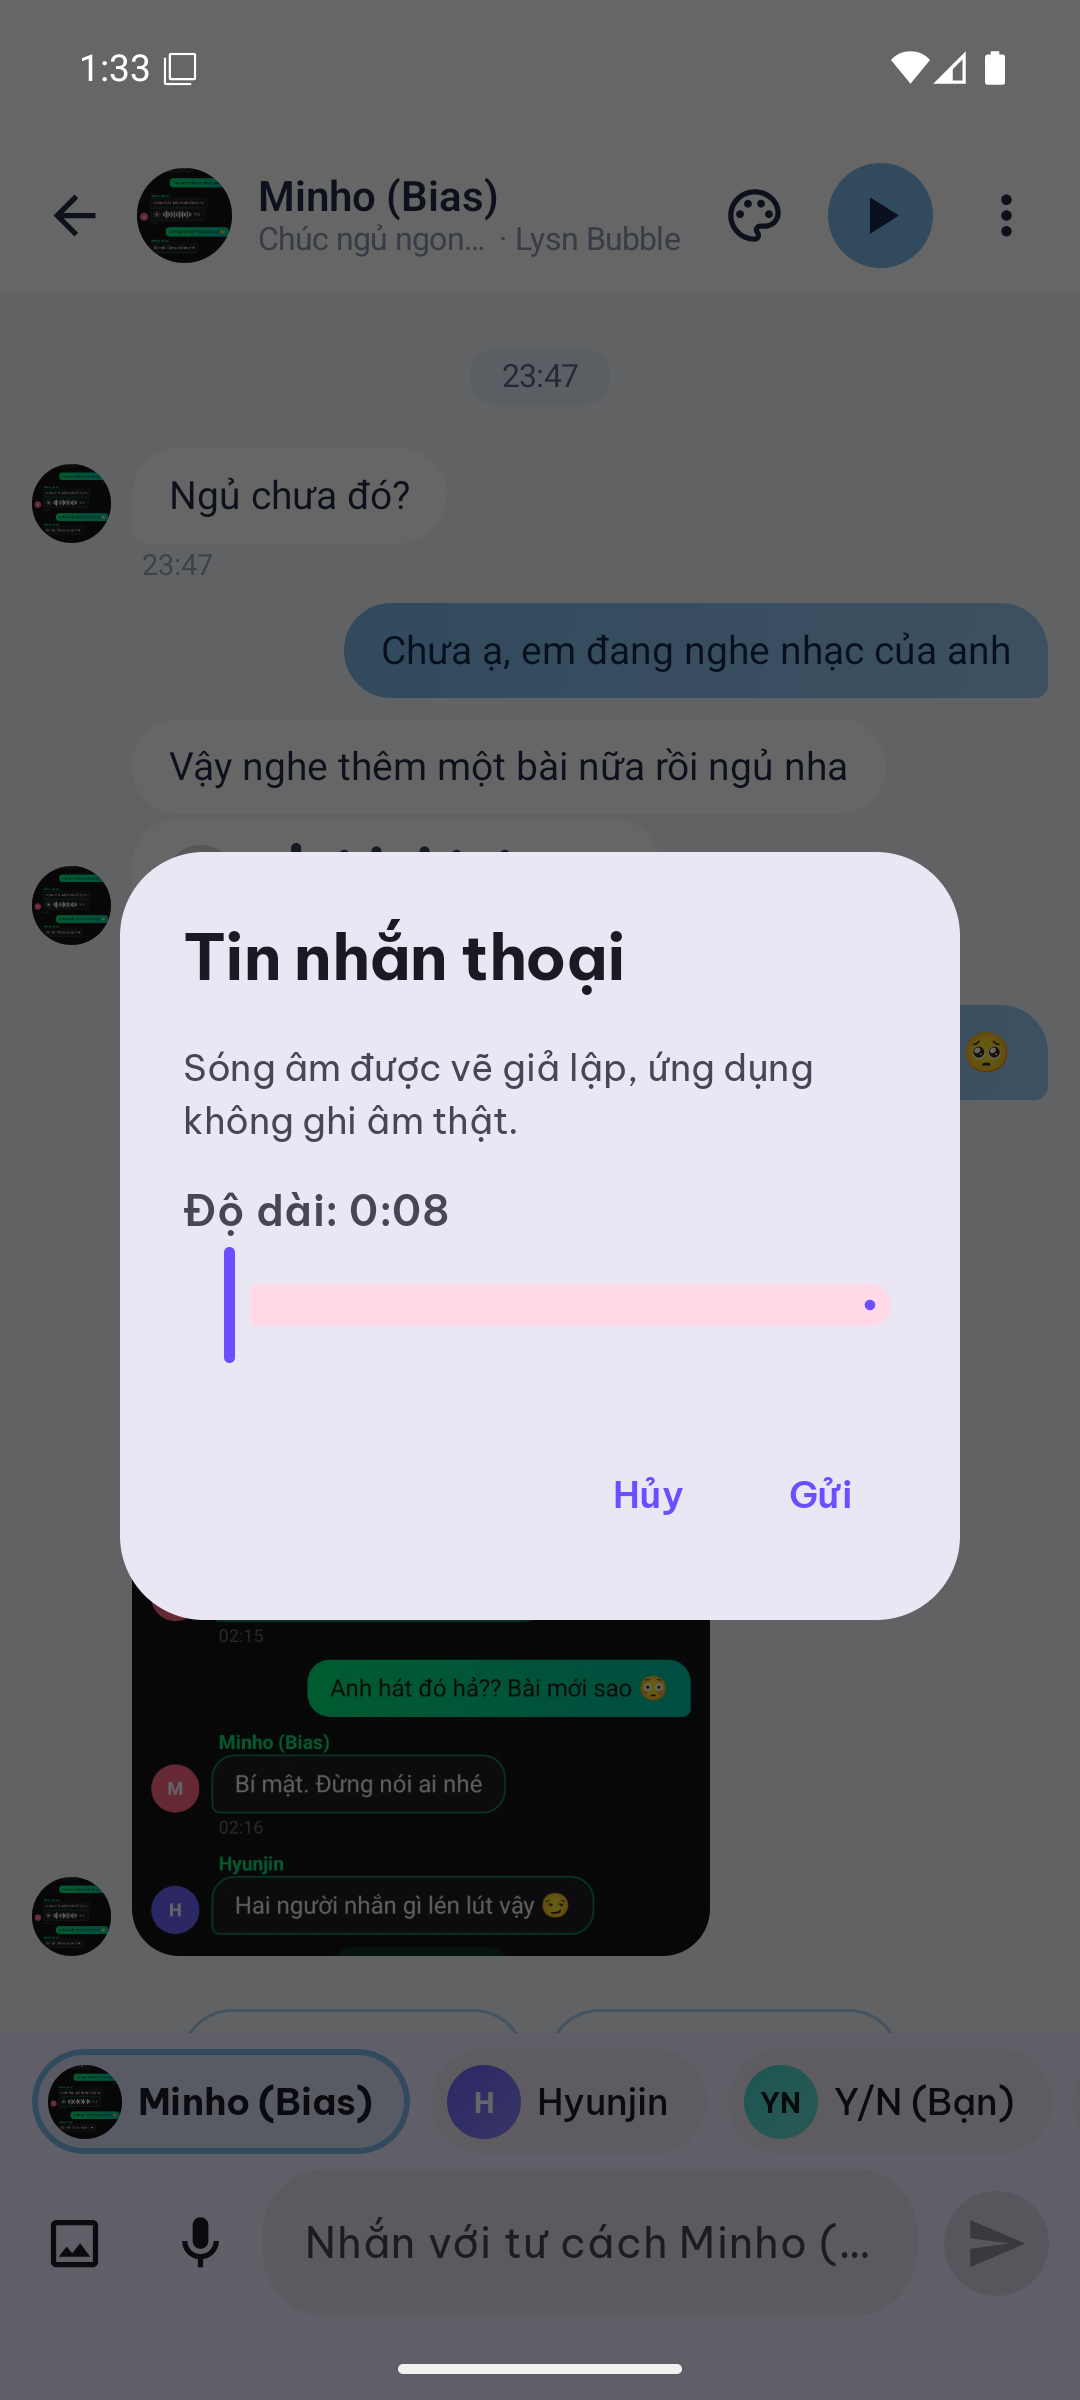 1:33
Minho (Bias)
Chúc ngủ ngon... · Lysn Bubble
23:47
Ngủ chưa đó?
23:47
Chưa ạ, em đang nghe nhạc của anh
Vậy nghe thêm một bài nữa rồi ngủ nha
🥺
Tin nhắn thoại
Sóng âm được vẽ giả lập, ứng dụng
không ghi âm thật.
Độ dài: 0:08
Hủy Gửi
02:15
Anh hát đó hả?? Bài mới sao 😳
Minho (Bias)
M
Bí mật. Đừng nói ai nhé
02:16
Hyunjin
H
Hai người nhắn gì lén lút vậy 😏
Minho (Bias)
H Hyunjin
YN Y/N (Bạn)
Nhắn với tư cách Minho (...